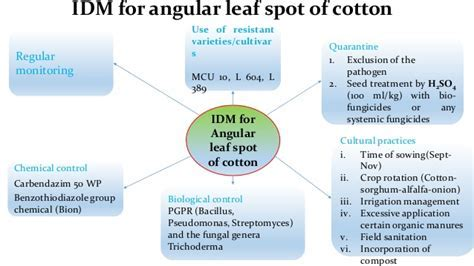 IDM for angular leaf spot of cotton
Regular
monitoring
Use of resistant
varieties/cultivar
s
MCU 10, L 604, L
389
Quarantine
1. Exclusion of the
pathogen
2. Seed treatment by H2SO4
(100 ml/kg) with bio-
fungicides or any
systemic fungicides
IDM for
Angular
leaf spot
of cotton
Chemical control
Carbendazim 50 WP
Benzothiodiazole group
chemical (Bion)
Biological control
PGPR (Bacillus,
Pseudomonas, Streptomyces)
and the fungal genera
Trichoderma
Cultural practices
i. Time of sowing(Sept-
Nov)
ii. Crop rotation (Cotton-
sorghum-alfalfa-onion)
iii. Irrigation management
iv. Excessive application
certain organic manures
v. Field sanitation
vi. Incorporation of cotton
compost